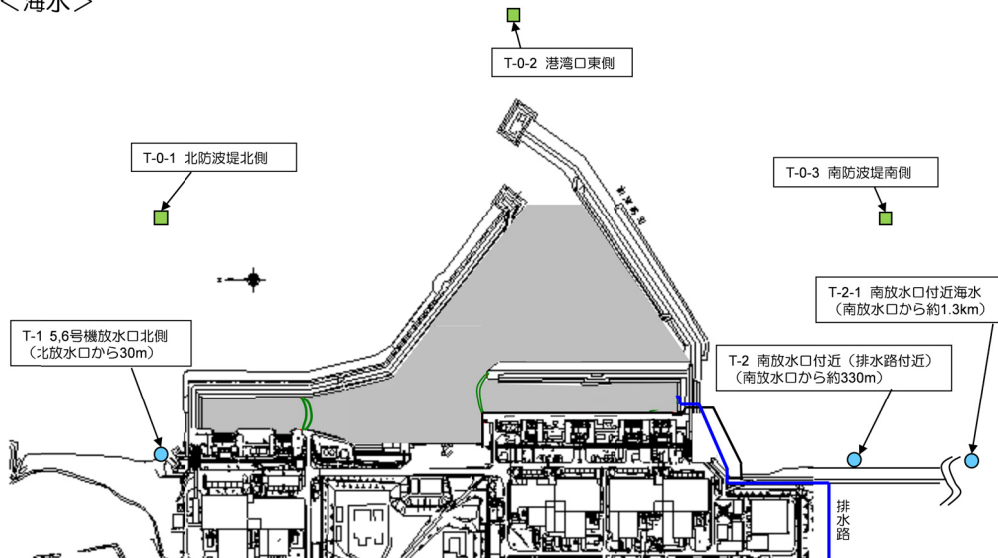 ＜海水＞
T-0-2 港湾口東側
T-0-1 北防波堤北側
T-0-3 南防波堤南側
T-2-1 南放水口付近海水
（南放水口から約1.3km）
T-1 5,6号機放水口北側
（北放水口から30m）
T-2 南放水口付近（排水路付近）
（南放水口から約330m）
排水路